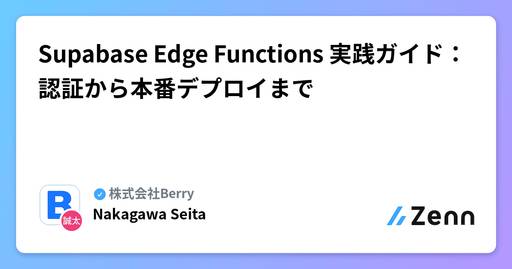 Supabase Edge Functions 実践ガイド：
認証から本番デプロイまで
B
誠太
株式会社Berry
Nakagawa Seita
Zenn